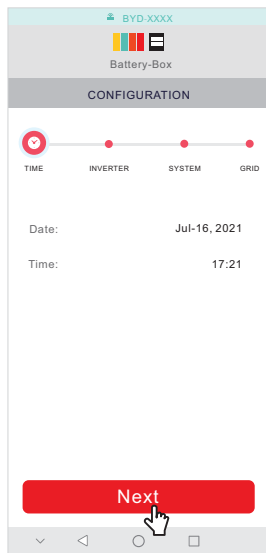 BYD-XXXX
Battery-Box
CONFIGURATION
TIME INVERTER SYSTEM GRID
Date: Jul-16, 2021
Time: 17:21
Next